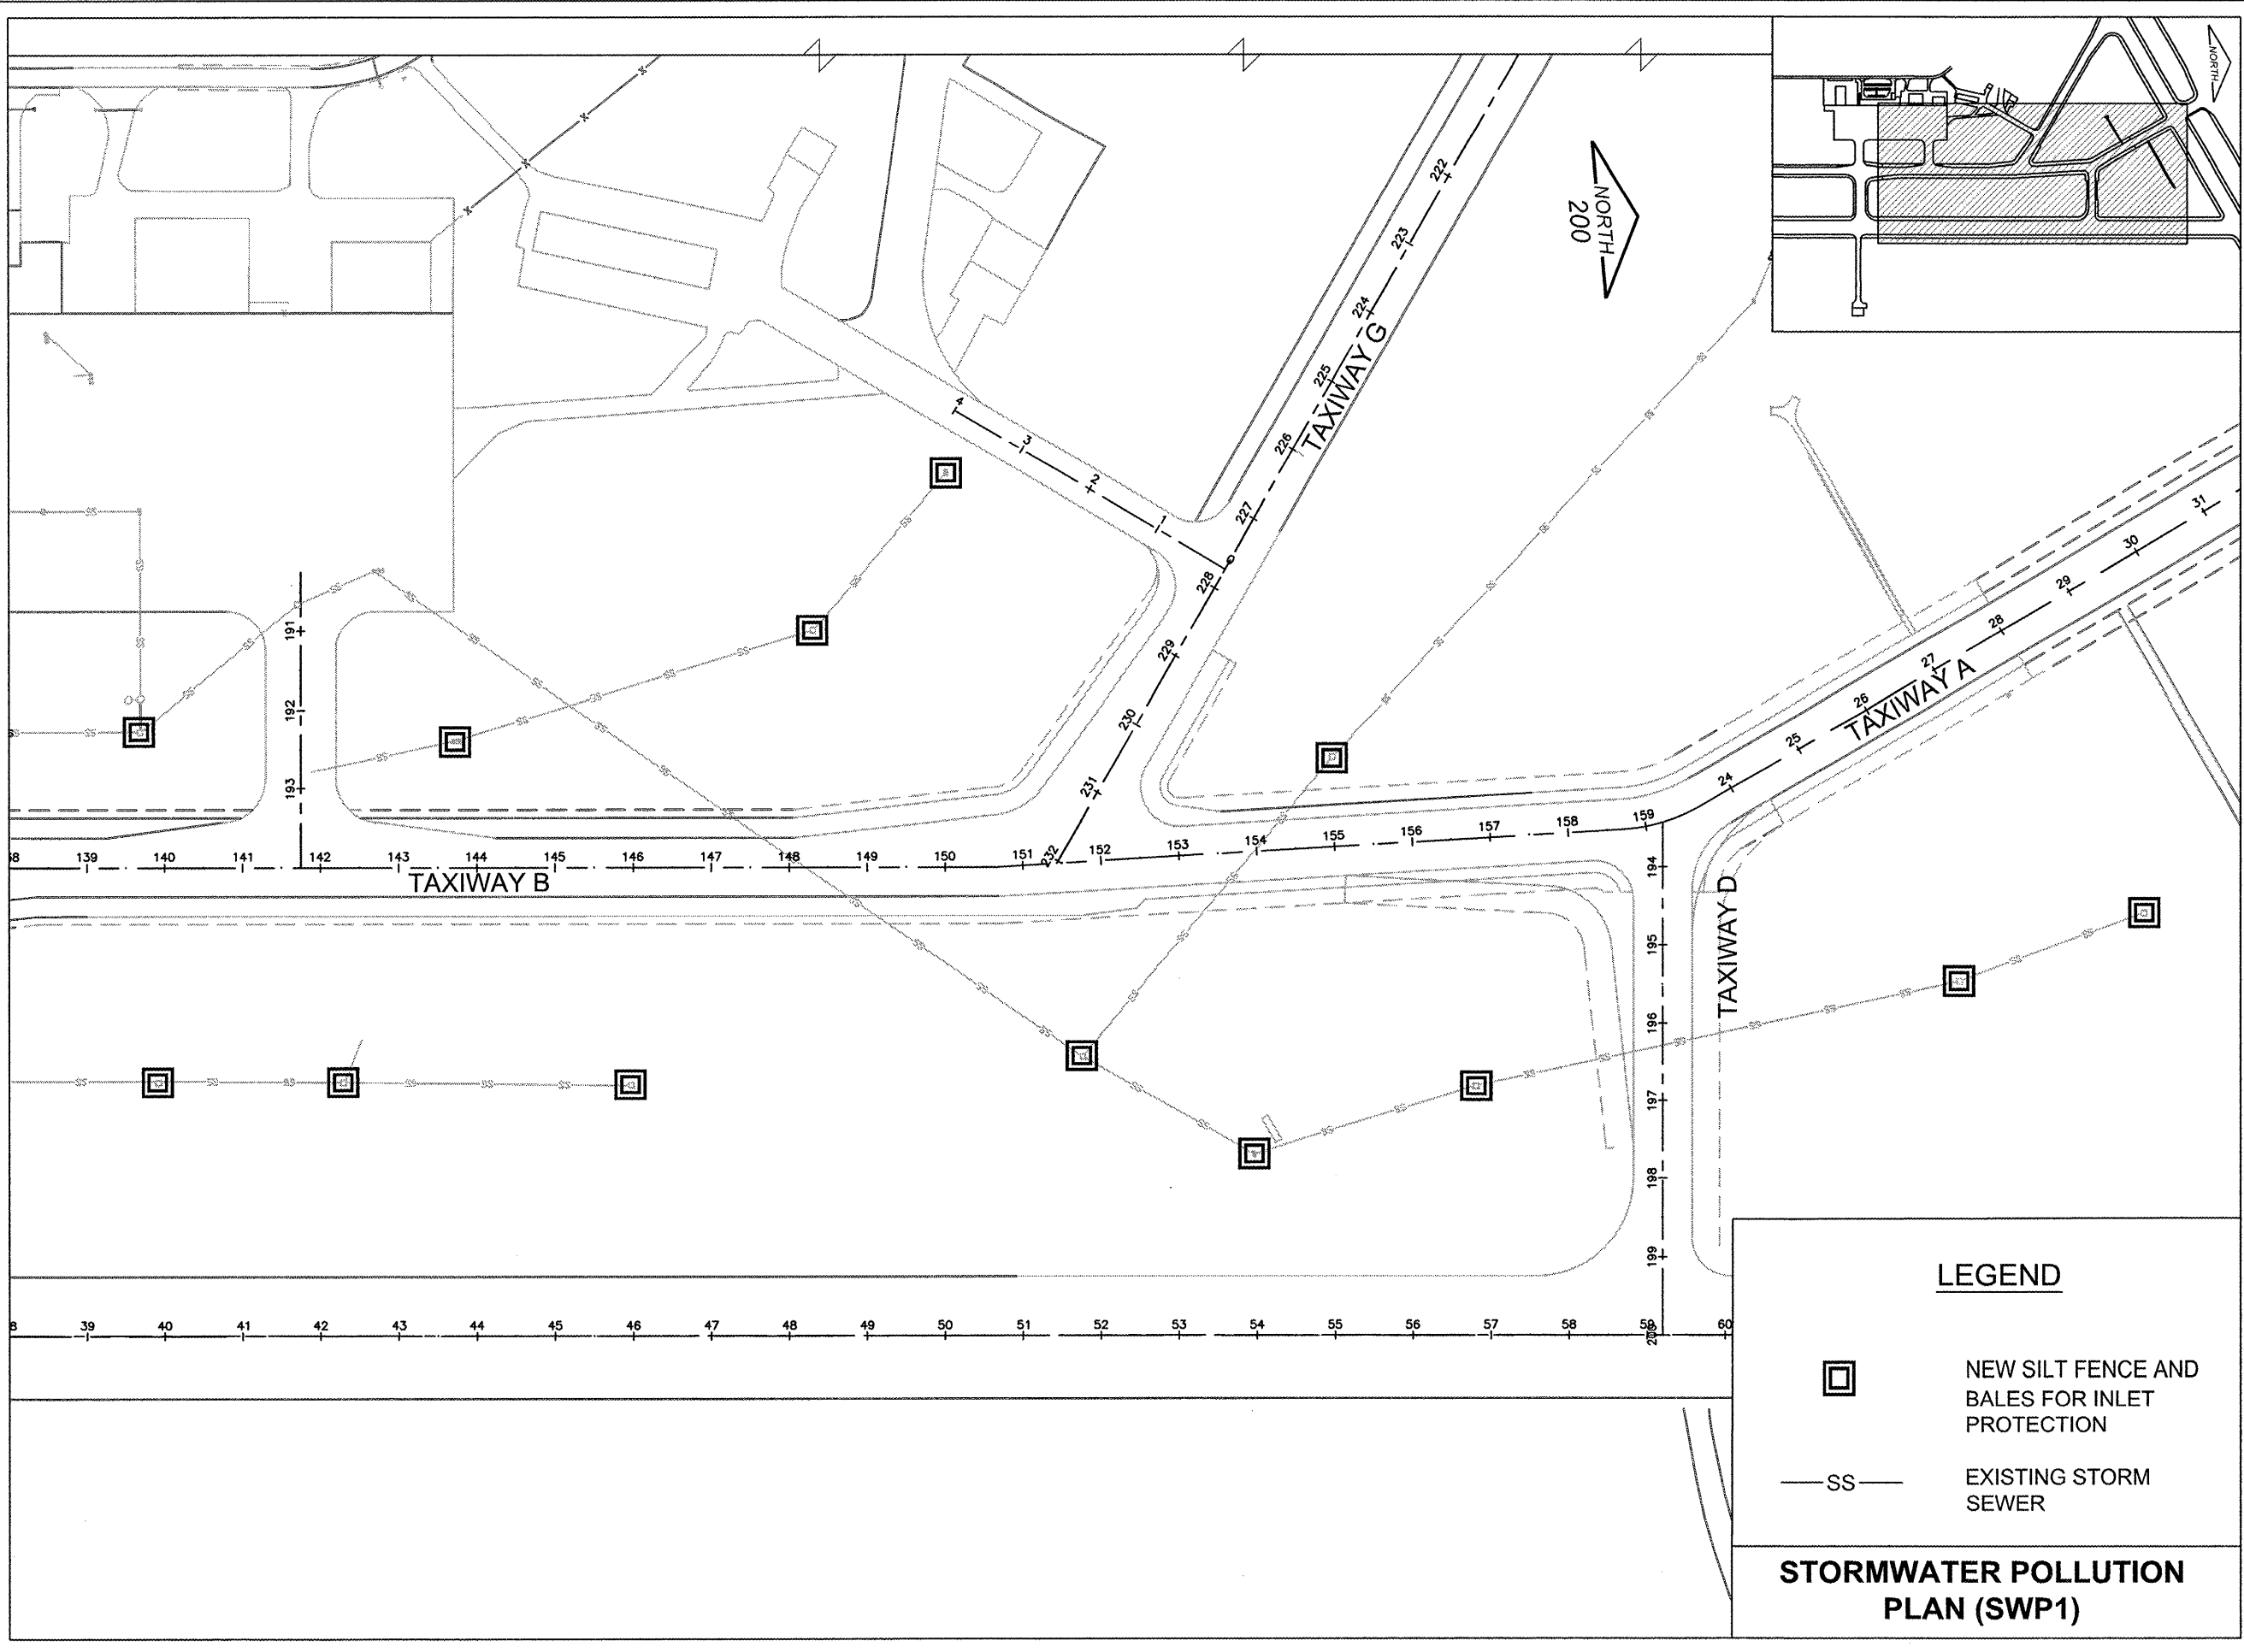 NORTH
NORTH
200
222
223
224
225
226
227
228
229
230
231
232
TAXIWAY G
4
3
2
1
0
191
192
193
31
30
29
28
27
26
25
24
TAXIWAY A
139 140 141 142 143 144 145 146 147 148 149 150 151 152 153 154 155 156 157 158 159
TAXIWAY B
194
195
196
197
198
199
200
TAXIWAY D
39 40 41 42 43 44 45 46 47 48 49 50 51 52 53 54 55 56 57 58 59 60
LEGEND
NEW SILT FENCE AND
BALES FOR INLET
PROTECTION
SS
EXISTING STORM
SEWER
STORMWATER POLLUTION
PLAN (SWP1)